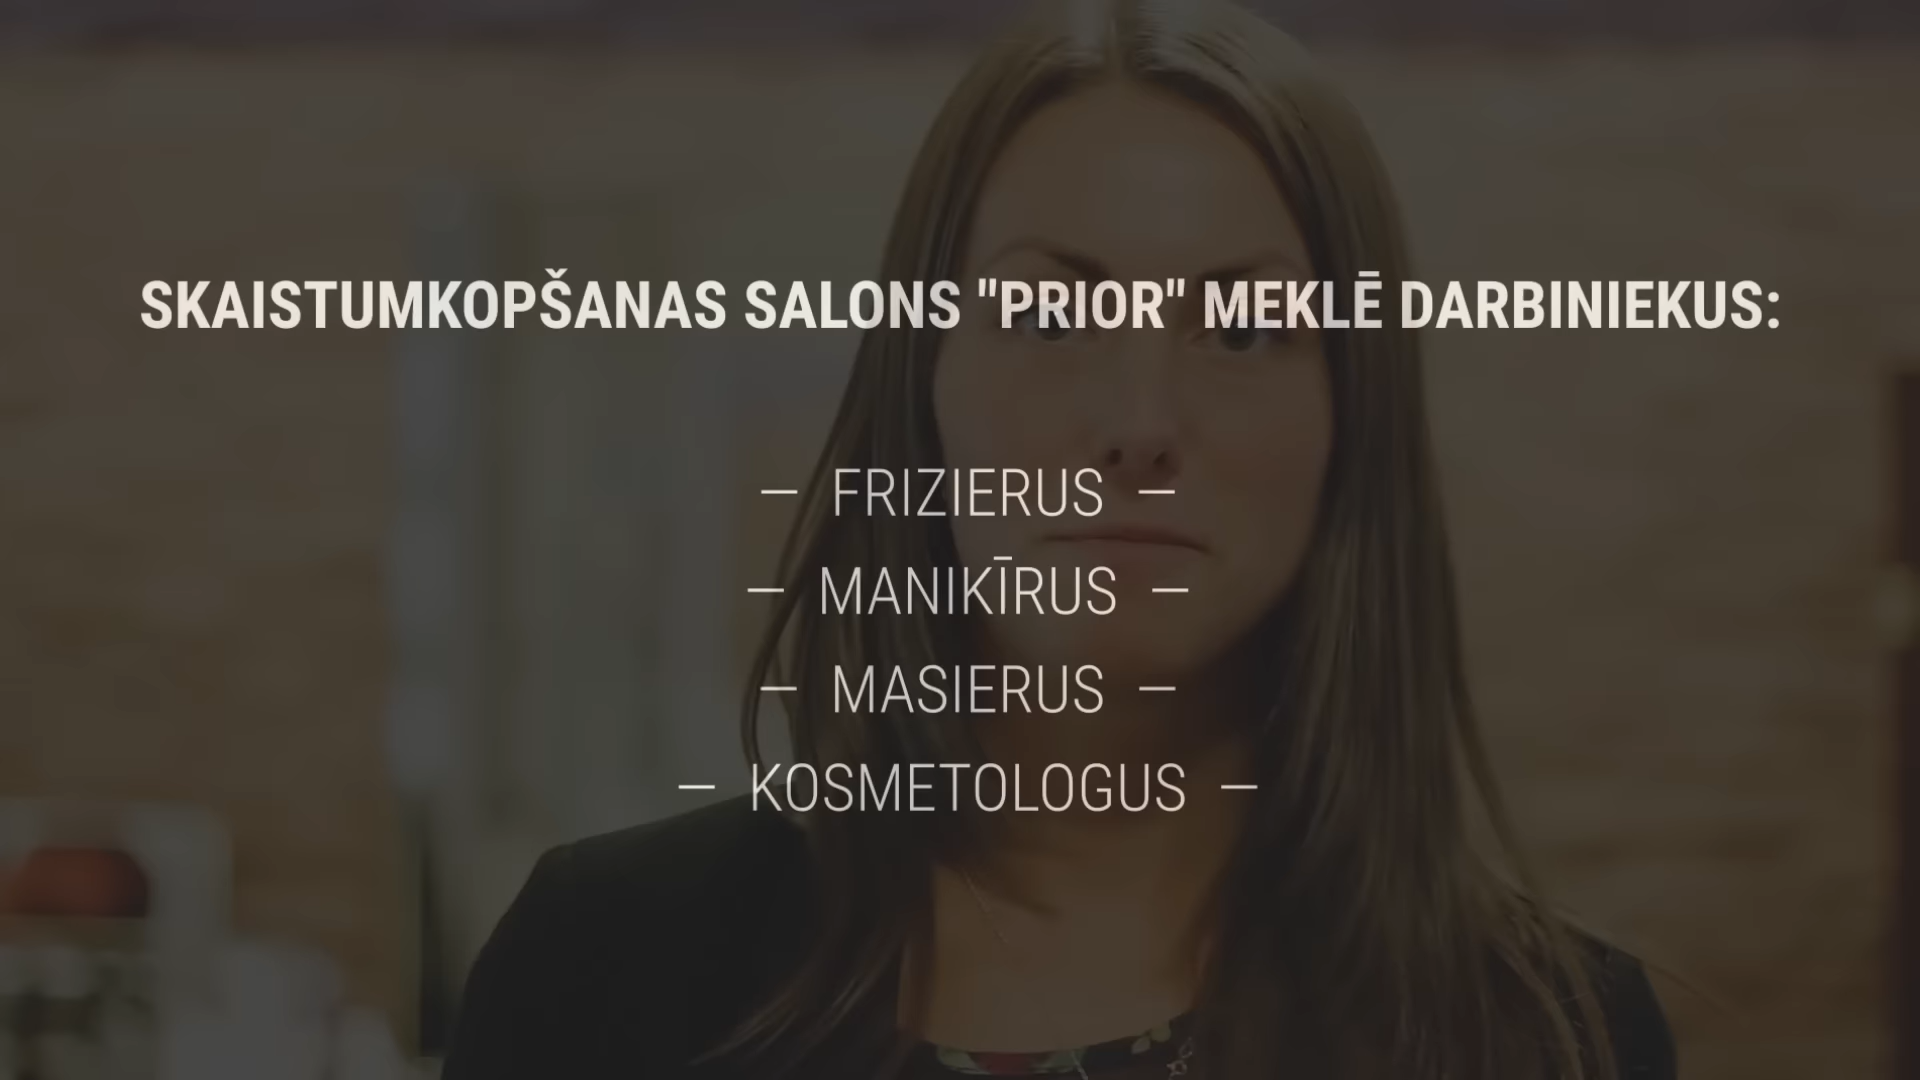 SKAISTUMKOPŠANAS SALONS "PRIOR" MEKLĒ DARBINIEKUS:
— FRIZIERUS —
— MANIKĪRUS —
— MASIERUS —
— KOSMETOLOGUS —